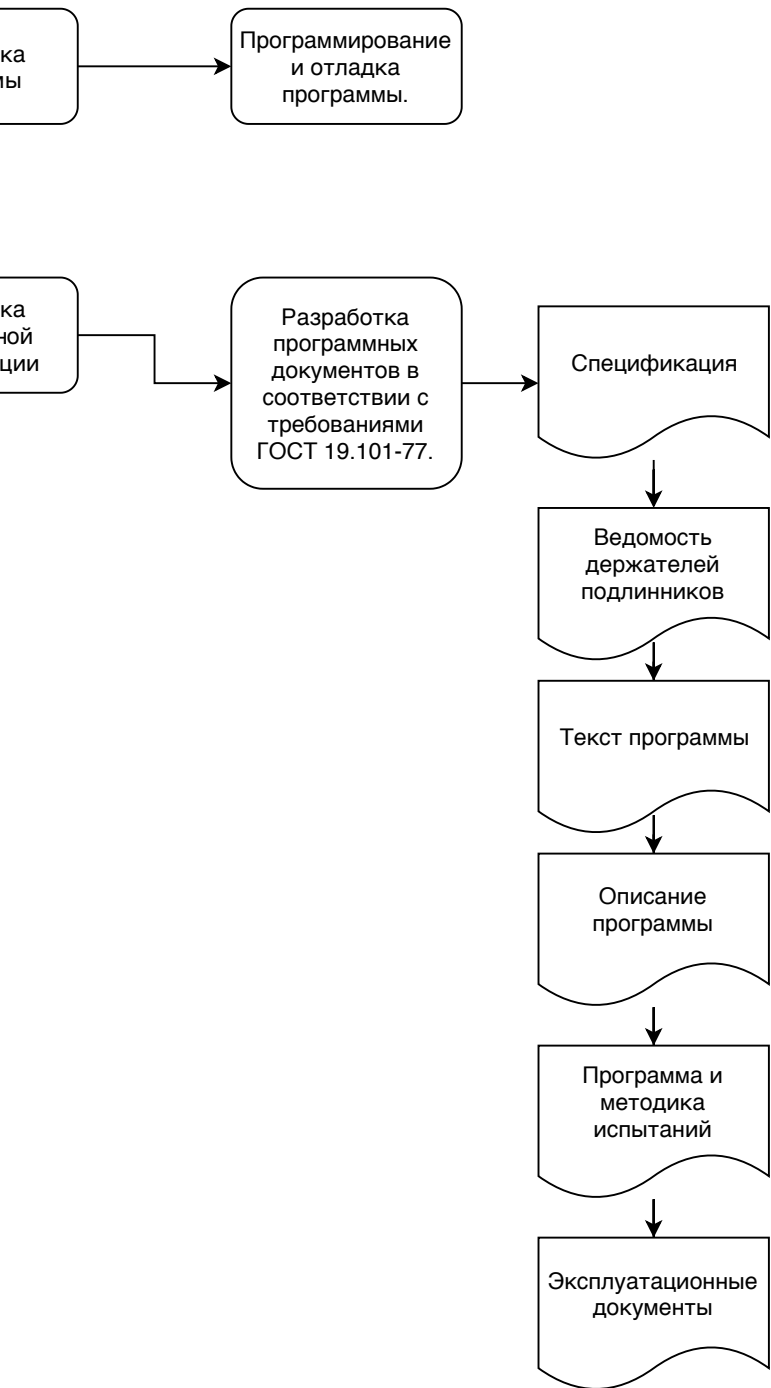 Программирование
и отладка
программы.
Разработка
программных
документов в
соответствии с
требованиями
ГОСТ 19.101-77.
Спецификация
Ведомость
держателей
подлинников
Текст программы
Описание
программы
Программа и
методика
испытаний
Эксплуатационные
документы